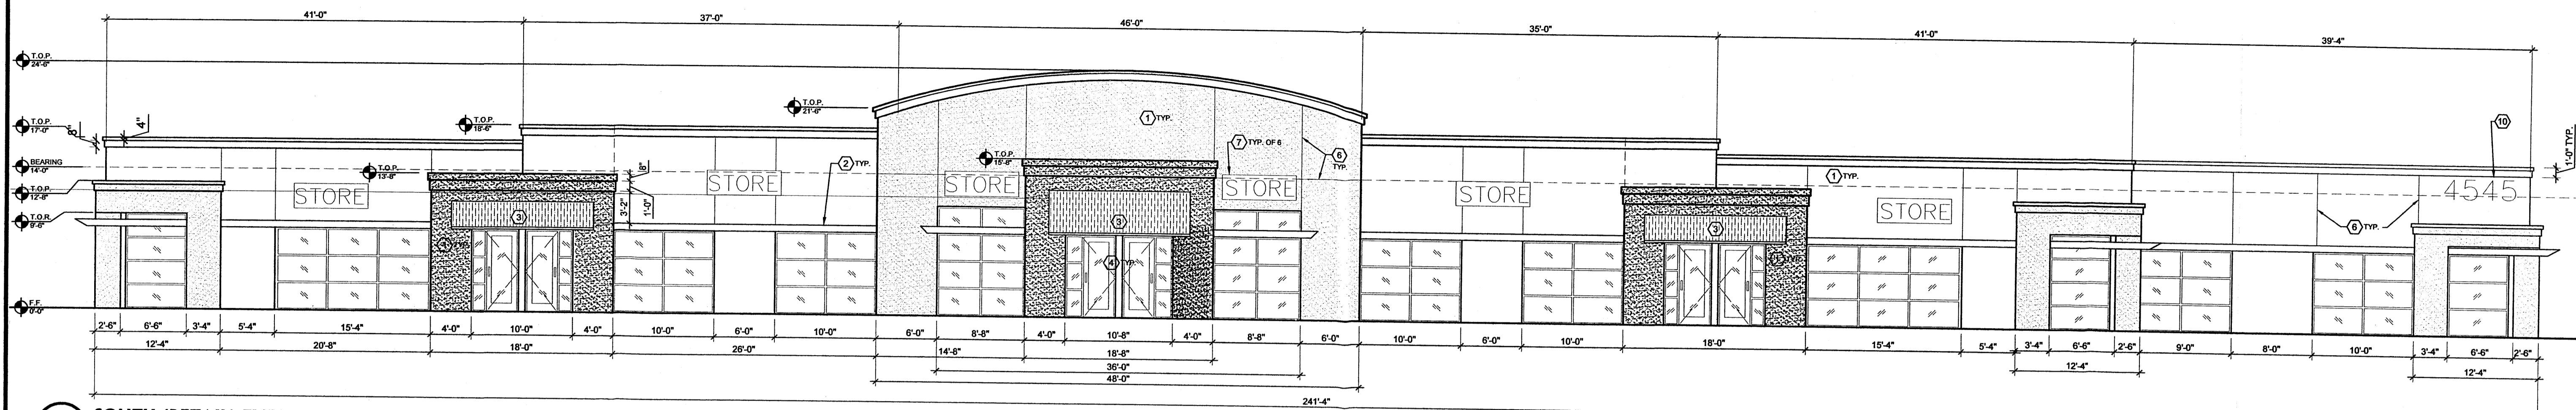 41'-0" 37'-0" 46'-0" 35'-0" 41'-0" 39'-4"
T.O.P.
24'-6"
T.O.P.
21'-6"
T.O.P.
18'-6"
T.O.P.
17'-0"
8"
4"
1 TYP.
10
1'-0" TYP.
7 TYP. OF 6
6
TYP.
BEARING
14'-0"
T.O.P.
13'-8"
2 TYP.
T.O.P.
15'-8"
8"
1'-0"
3'-2"
1 TYP.
T.O.P.
12'-8"
STORE STORE STORE STORE STORE STORE 4545
T.O.R.
9'-6"
3 3 3
6 TYP.
1 TYP.
4 TYP.
1 TYP.
F.F.
0'-0"
2'-6" 6'-6" 3'-4" 5'-4" 15'-4" 4'-0" 10'-0" 4'-0" 10'-0" 6'-0" 10'-0" 6'-0" 8'-8" 4'-0" 10'-8" 4'-0" 8'-8" 6'-0" 10'-0" 6'-0" 10'-0" 18'-0" 15'-4" 5'-4" 3'-4" 6'-6" 2'-6" 9'-0" 8'-0" 10'-0" 3'-4" 6'-6" 2'-6"
12'-4" 20'-8" 18'-0" 26'-0" 14'-8" 18'-8" 12'-4" 12'-4"
36'-0"
48'-0"
241'-4"